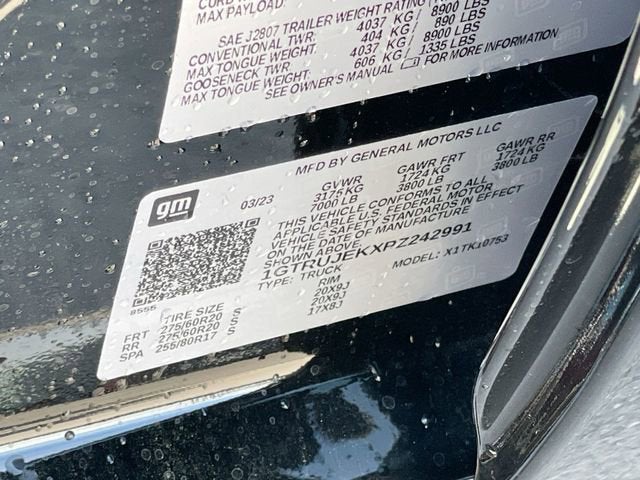 MAX PAYLOAD:
SAE J2807 TRAILER WEIGHT RATING
CONVENTIONAL TWR: 4037 KG / 8900 LBS
MAX TONGUE WEIGHT: 404 KG / 890 LBS
GOOSENECK TWR: 4037 KG / 8900 LBS
MAX TONGUE WEIGHT: 606 KG / 1335 LBS
SEE OWNER'S MANUAL FOR MORE INFORMATION
gm
MFD BY GENERAL MOTORS LLC
03/23 GVWR GAWR FRT GAWR RR
3175 KG 1724 KG 1724 KG
7000 LB 3800 LB 3800 LB
THIS VEHICLE CONFORMS TO ALL
APPLICABLE U.S. FEDERAL MOTOR
VEHICLE SAFETY STANDARDS IN EFFECT
ON THE DATE OF MANUFACTURE
1GTRUJEKXPZ242991
TYPE: TRUCK MODEL: X1TK10753
8556
TIRE SIZE RIM
FRT 275/60R20 S 20X9J
RR 275/60R20 S 20X9J
SPA 255/80R17 S 17X8J